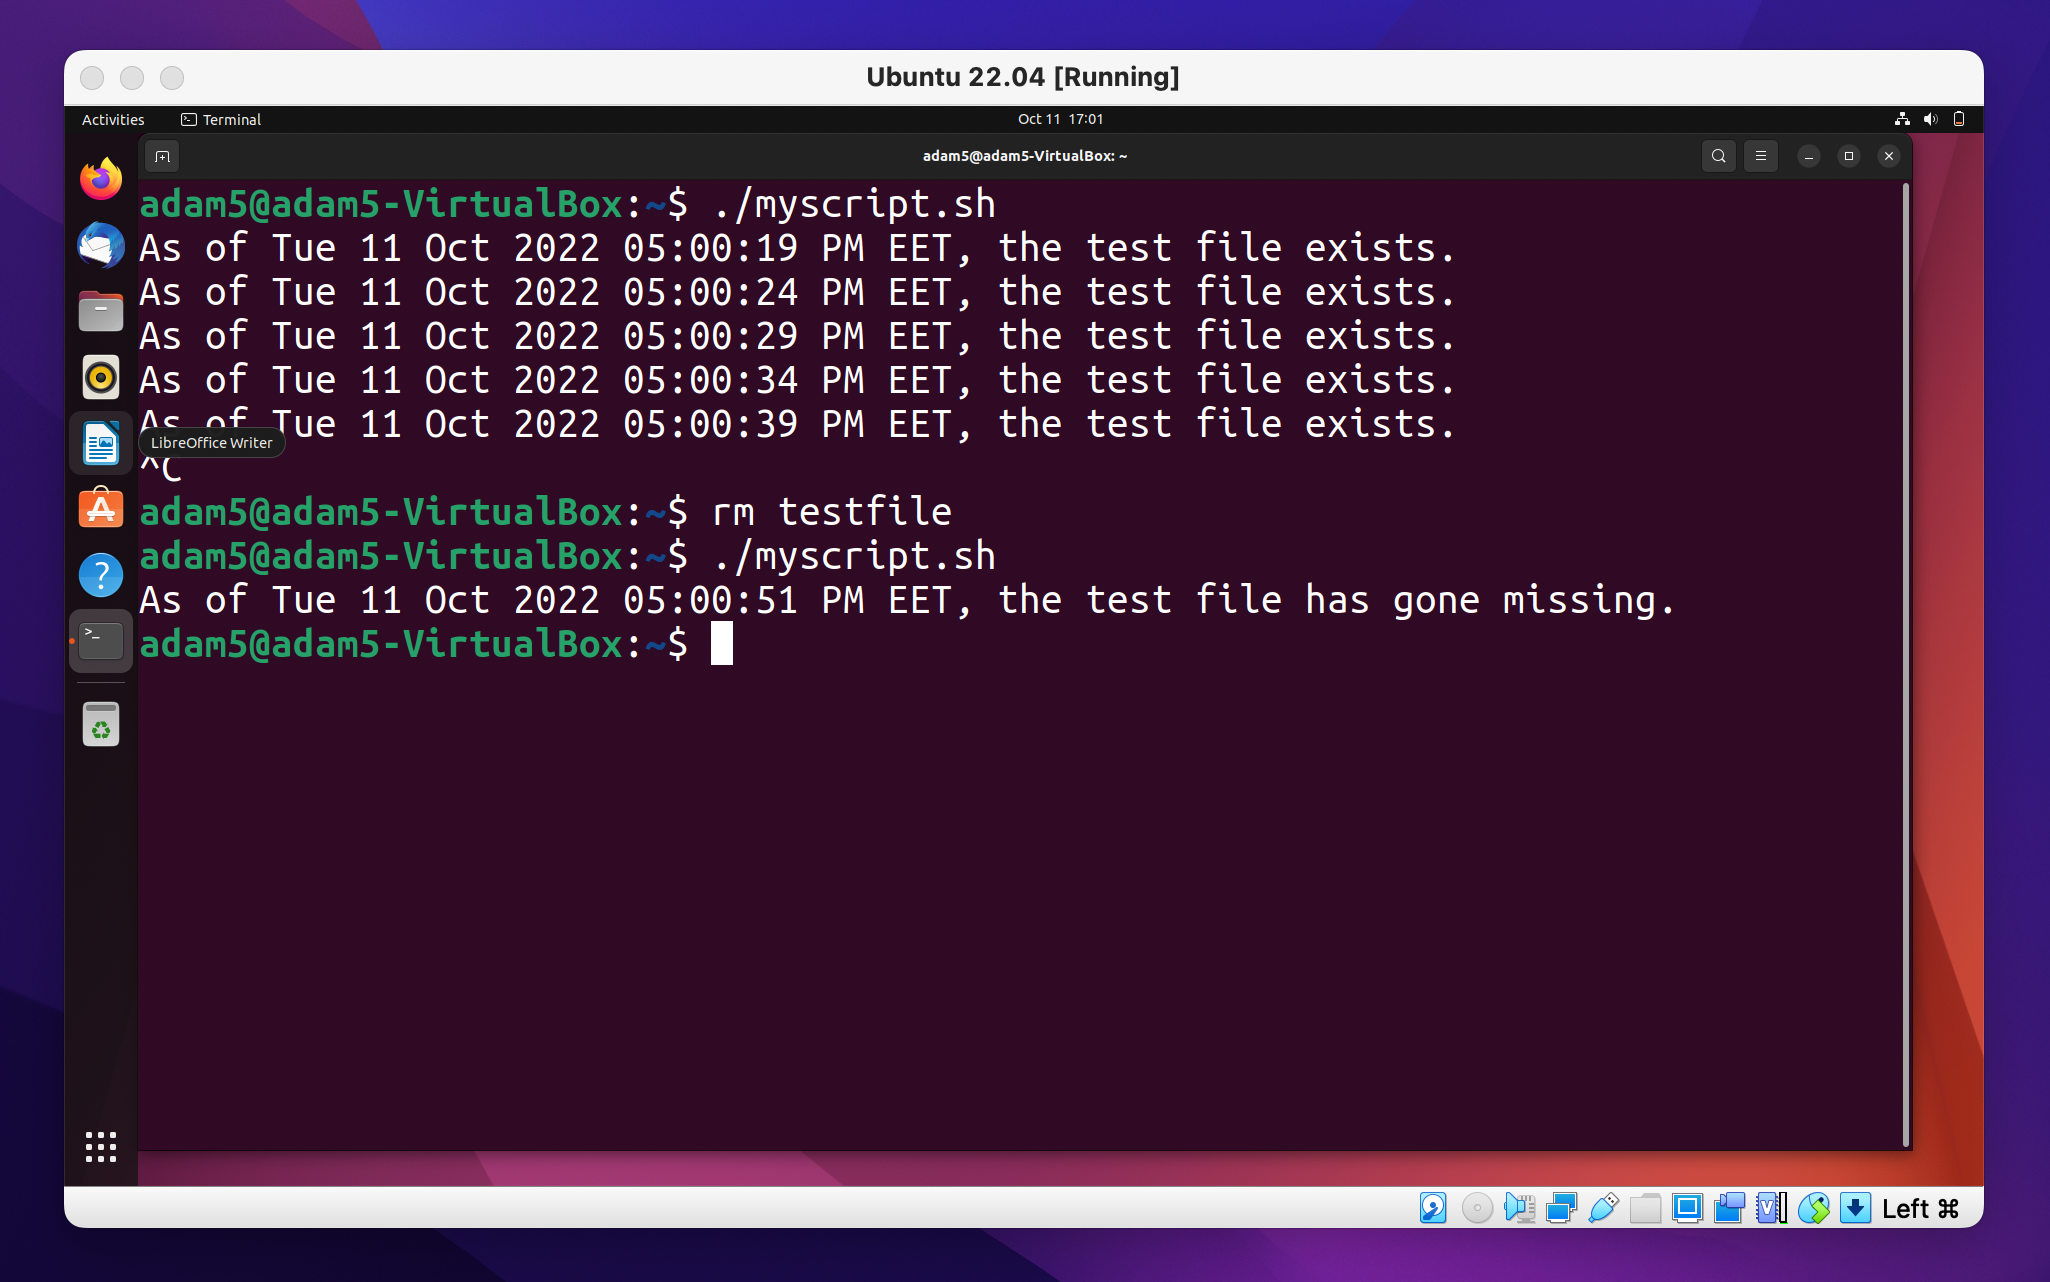 Ubuntu 22.04 [Running]
Activities Terminal Oct 11 17:01
adam5@adam5-VirtualBox: ~
adam5@adam5-VirtualBox:~$ ./myscript.sh
As of Tue 11 Oct 2022 05:00:19 PM EET, the test file exists.
As of Tue 11 Oct 2022 05:00:24 PM EET, the test file exists.
As of Tue 11 Oct 2022 05:00:29 PM EET, the test file exists.
As of Tue 11 Oct 2022 05:00:34 PM EET, the test file exists.
As of Tue 11 Oct 2022 05:00:39 PM EET, the test file exists.
LibreOffice Writer
^C
adam5@adam5-VirtualBox:~$ rm testfile
adam5@adam5-VirtualBox:~$ ./myscript.sh
As of Tue 11 Oct 2022 05:00:51 PM EET, the test file has gone missing.
adam5@adam5-VirtualBox:~$
Left ⌘